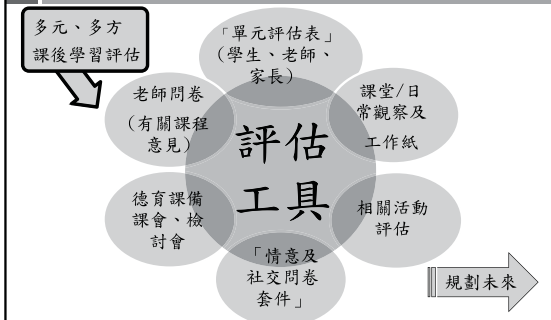 多元、多方
課後學習評估
「單元評估表」
(學生、老師、
家長)
老師問卷
(有關課程
意見)
課堂/日
常觀察及
工作紙
評估
工具
德育課備
課會、檢
討會
相關活動
評估
「情意及
社交問卷
套件」
規劃未來